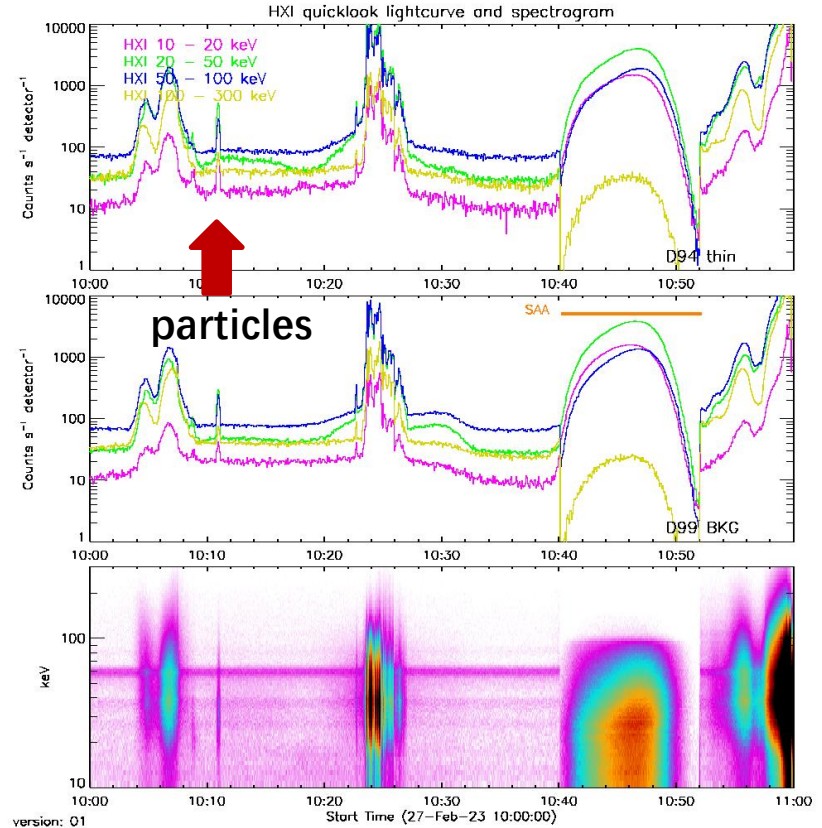 HXI quicklook lightcurve and spectrogram
10000
1000
100
10
1
Counts s⁻¹ detector⁻¹
HXI 10 – 20 keV
HXI 20 – 50 keV
HXI 50 – 100 keV
HXI 100 – 300 keV
D94 thin
10:00 10:10 10:20 10:30 10:40 10:50 11:00
particles
10000
1000
100
10
1
Counts s⁻¹ detector⁻¹
SAA
D99 BKG
10:00 10:10 10:20 10:30 10:40 10:50 11:00
100
10
keV
10:00 10:10 10:20 10:30 10:40 10:50 11:00
Start Time (27-Feb-23 10:00:00)
version: 01